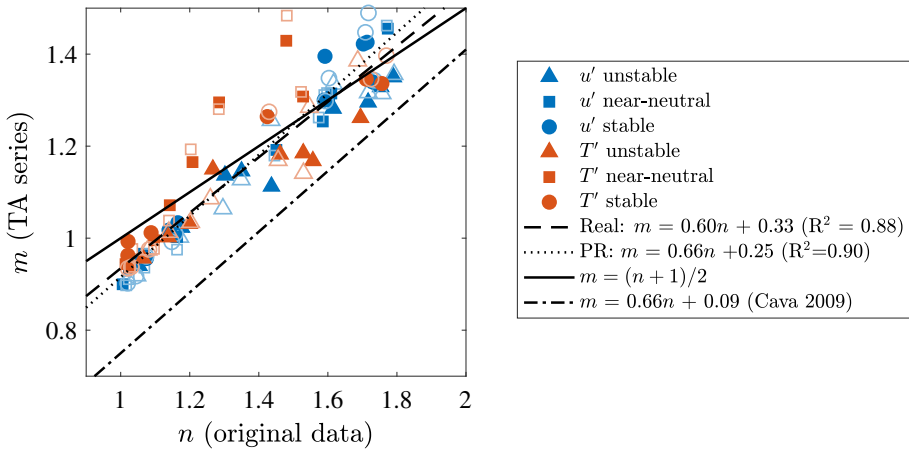 1.4
1.2
1
0.8
m (TA series)
1
1.2
1.4
1.6
1.8
2
n (original data)
u′ unstable
u′ near-neutral
u′ stable
T′ unstable
T′ near-neutral
T′ stable
Real: m = 0.60n + 0.33 (R² = 0.88)
PR: m = 0.66n +0.25 (R²=0.90)
m = (n + 1)/2
m = 0.66n + 0.09 (Cava 2009)